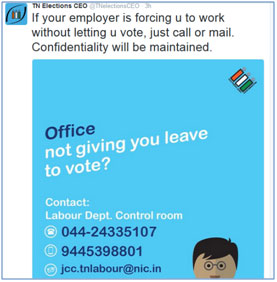 TN Elections CEO @TNelectionsCEO · 3h
If your employer is forcing u to work
without letting u vote, just call or mail.
Confidentiality will be maintained.
Office
not giving you leave
to vote?
Contact:
Labour Dept. Control room
044-24335107
9445398801
jcc.tnlabour@nic.in